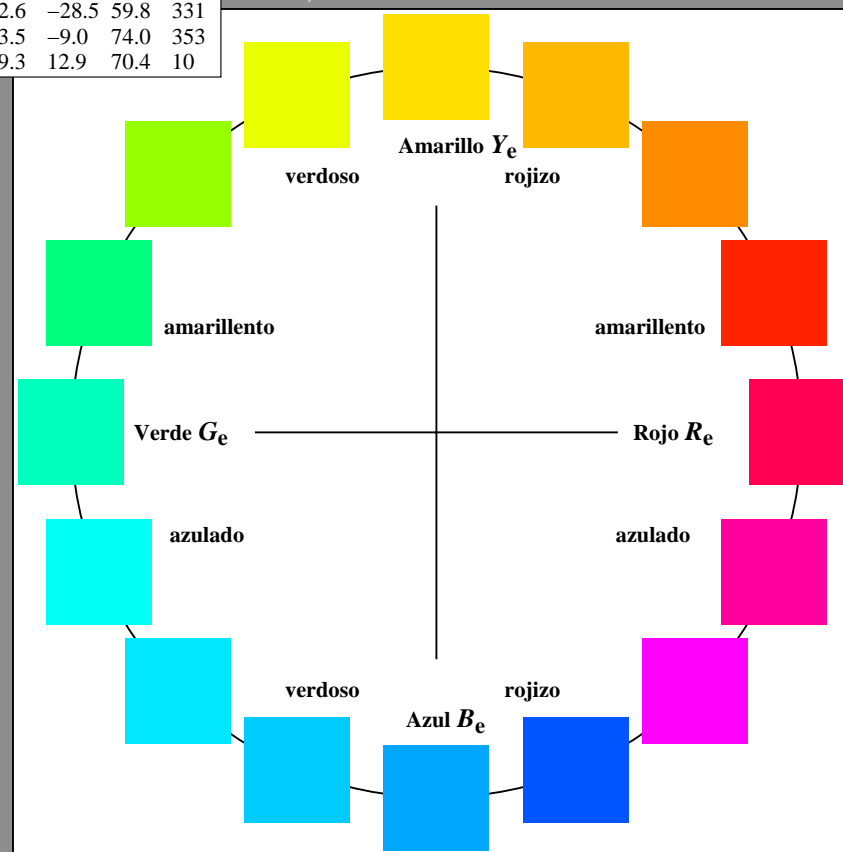 2.6 −28.5 59.8 331
3.5 −9.0 74.0 353
9.3 12.9 70.4 10
Amarillo Ye
verdoso rojizo
amarillento amarillento
Verde Ge Rojo Re
azulado azulado
verdoso rojizo
Azul Be